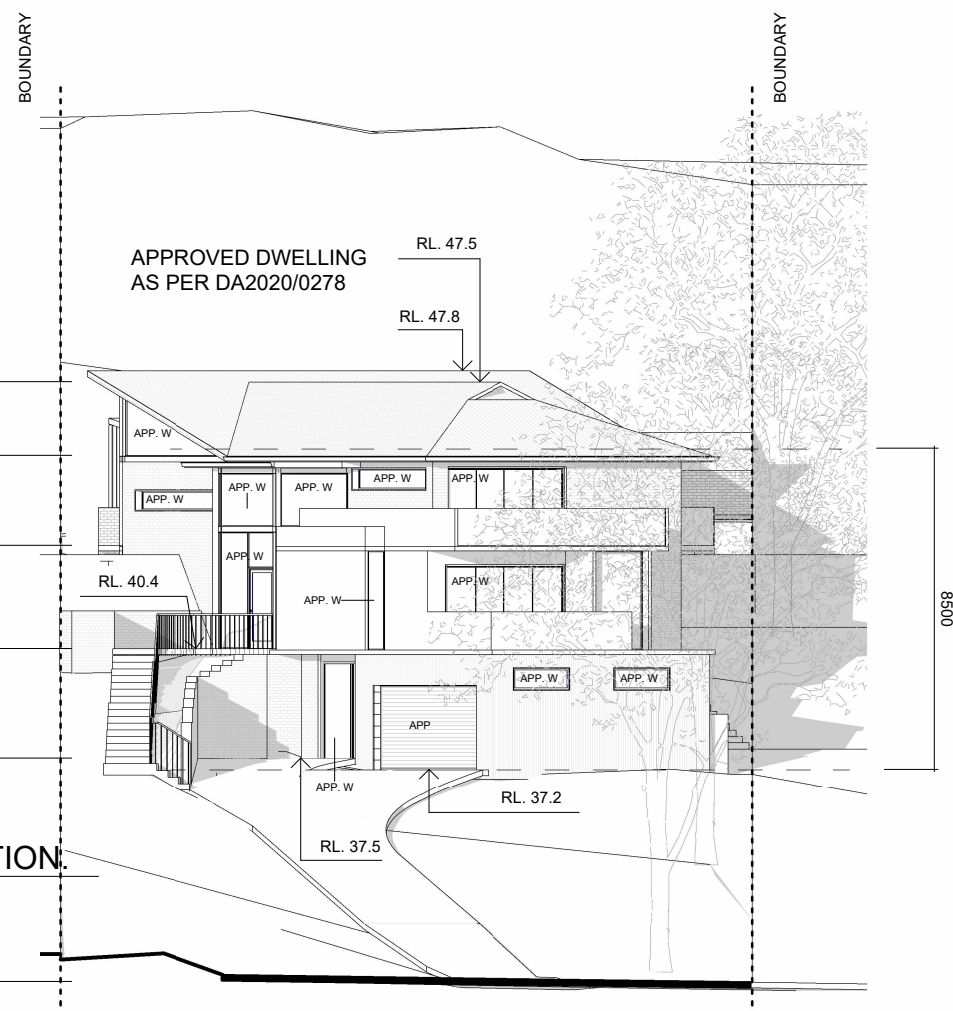 BOUNDARY
BOUNDARY
APPROVED DWELLING
AS PER DA2020/0278
RL. 47.5
RL. 47.8
APP. W
APP. W
APP. W
APP. W
APP. W
APP. W
APP. W
APP. W
APP. W
RL. 40.4
8500
APP. W
APP. W
APP
APP. W
RL. 37.2
RL. 37.5
TION.